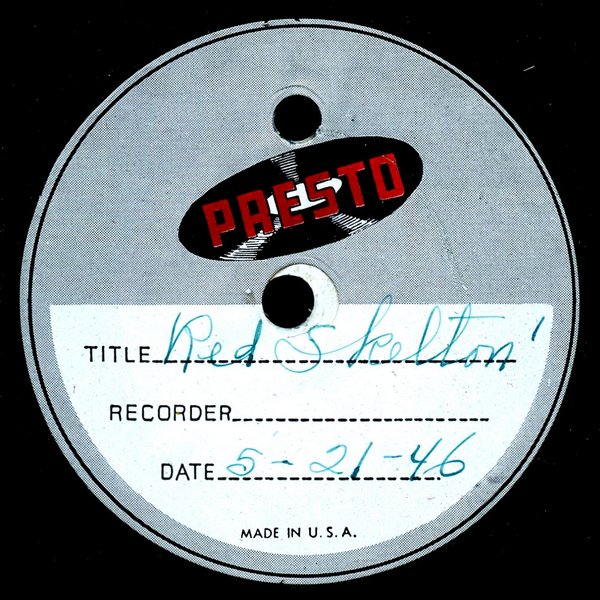 PRESTO
TITLE Red Skelton'
RECORDER
DATE 5-21-46
MADE IN U.S.A.